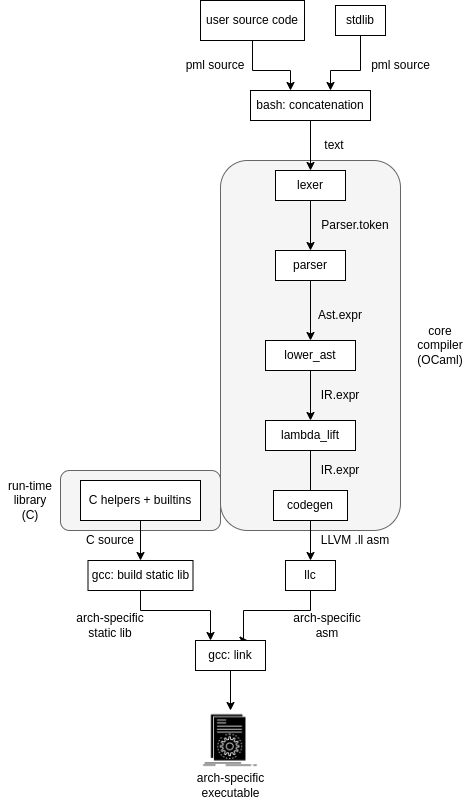 user source code
stdlib
pml source
pml source
bash: concatenation
text
lexer
Parser.token
parser
Ast.expr
core
compiler
(OCaml)
lower_ast
IR.expr
lambda_lift
IR.expr
run-time
library
(C)
C helpers + builtins
codegen
C source
LLVM .ll asm
gcc: build static lib
llc
arch-specific
static lib
arch-specific
asm
gcc: link
arch-specific
executable